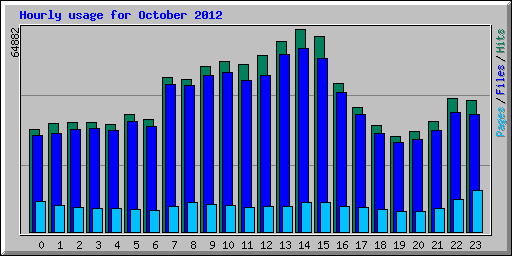 Hourly usage for October 2012
64882
Pages/Files/Hits
0 1 2 3 4 5 6 7 8 9 10 11 12 13 14 15 16 17 18 19 20 21 22 23